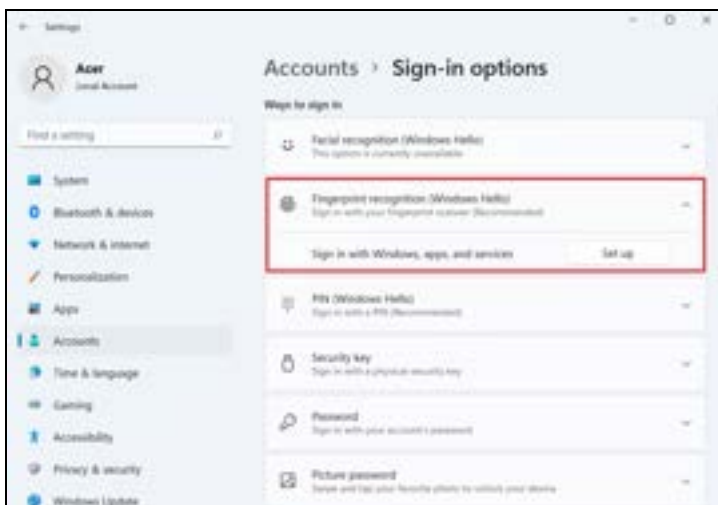 Settings
Acer
Local Account
Find a setting
System
Bluetooth & devices
Network & internet
Personalization
Apps
Accounts
Time & language
Gaming
Accessibility
Privacy & security
Windows Update
Accounts > Sign-in options
Ways to sign in
Facial recognition (Windows Hello)
This option is currently unavailable
Fingerprint recognition (Windows Hello)
Sign in with your fingerprint scanner (Recommended)
Sign in with Windows, apps, and services
Set up
PIN (Windows Hello)
Sign in with a PIN (Recommended)
Security key
Sign in with a physical security key
Password
Sign in with your account's password
Picture password
Swipe and tap your favorite photo to unlock your device